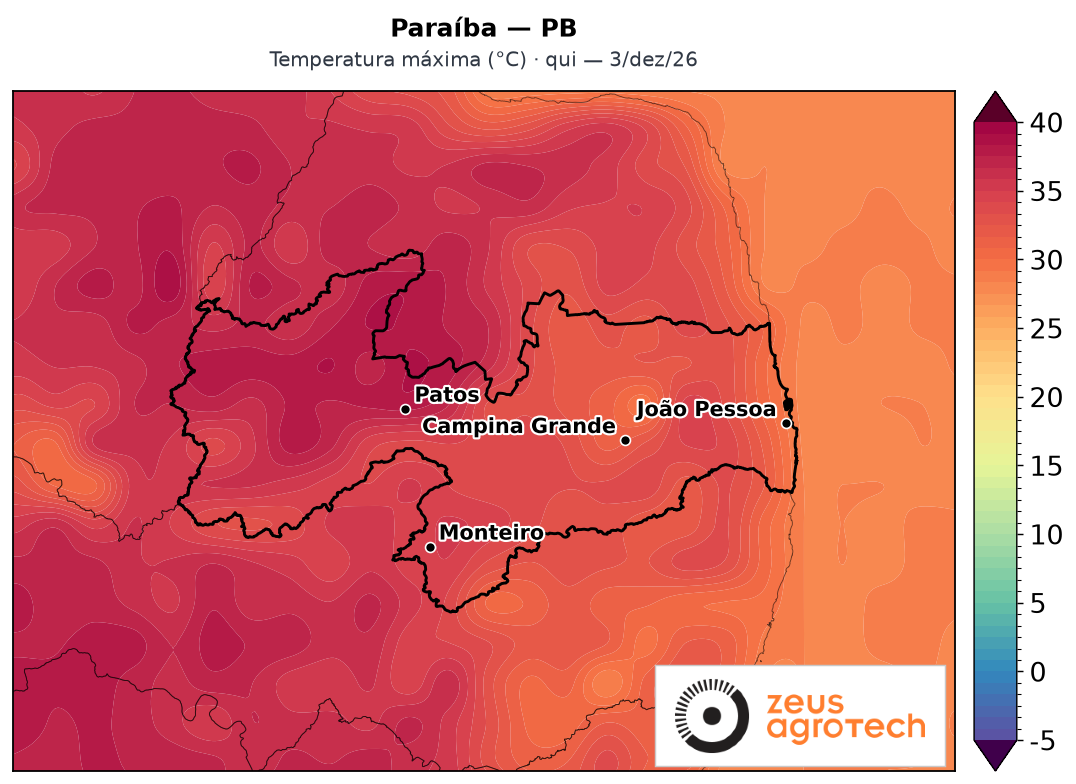 Paraíba — PB
Temperatura máxima (°C) · qui — 3/dez/26
40
35
30
25
20
15
10
5
0
-5
Patos
Campina Grande
João Pessoa
Monteiro
zeus
agrotech